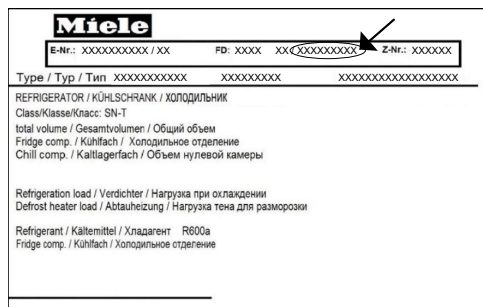 Miele
E-Nr.: XXXXXXXXXX / XX FD: XXXX XX XXXXXXXXX Z-Nr.: XXXXXX
Type / Typ / Тип XXXXXXXXXXX XXXXXXXXX XXXXXXXXXXXXXXXXXX
REFRIGERATOR / KÜHLSCHRANK / ХОЛОДИЛЬНИК
Class/Klasse/Класс: SN-T
total volume / Gesamtvolumen / Общий объем
Fridge comp. / Kühlfach / Холодильное отделение
Chill comp. / Kaltlagerfach / Объем нулевой камеры
Refrigeration load / Verdichter / Нагрузка при охлаждении
Defrost heater load / Abtauheizung / Нагрузка тена для разморозки
Refrigerant / Kältemittel / Хладагент R600a
Fridge comp. / Kühlfach / Холодильное отделение